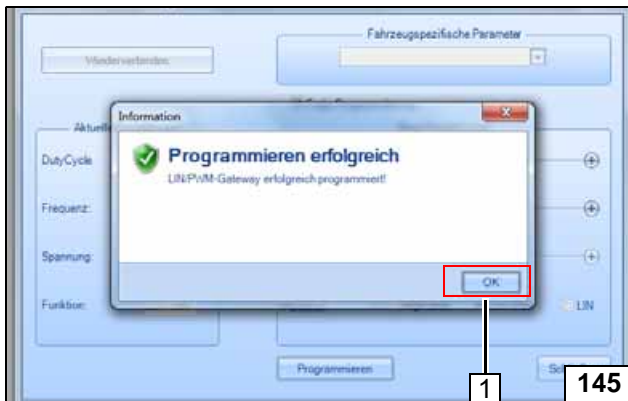 Fahrzeugspezifische Parameter
Wiederverbinden
Information
Programmieren erfolgreich
LIN/PWM-Gateway erfolgreich programmiert!
DutyCycle
Frequenz:
Spannung:
OK
Funktion:
LIN
Programmieren
1
145